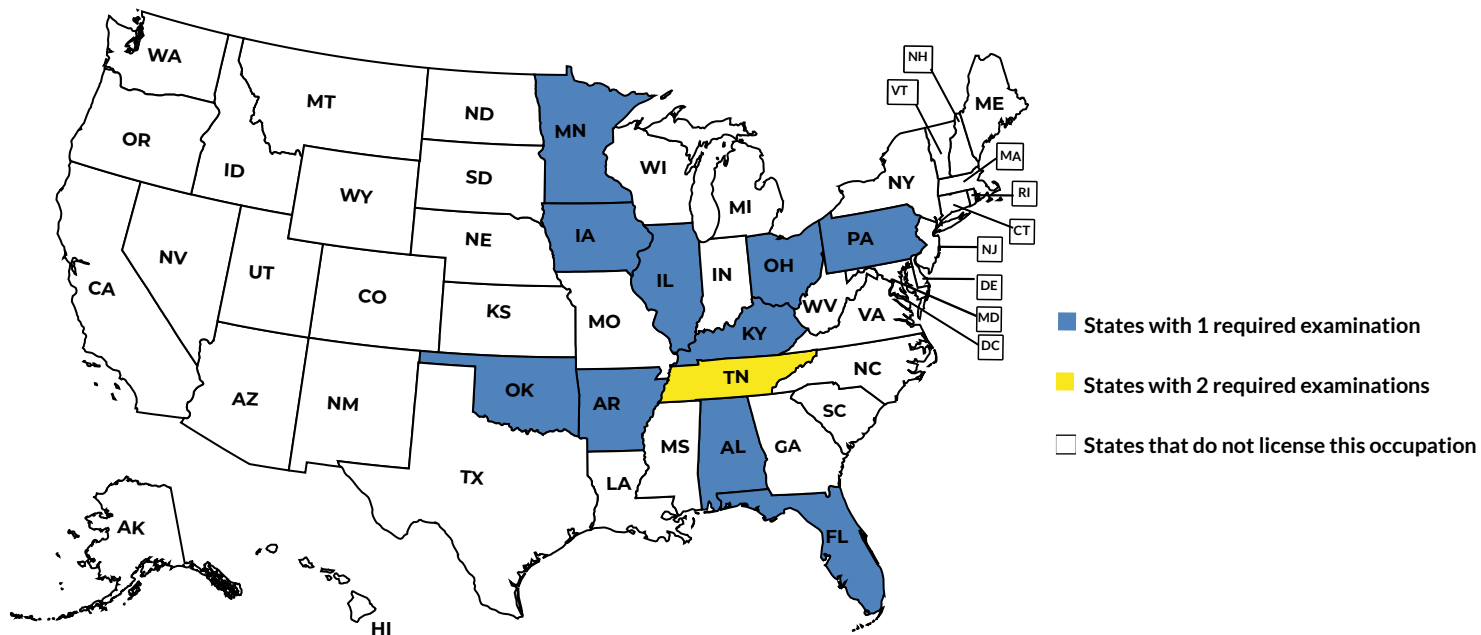 WA
MT
ND
MN
OR
ID
WY
SD
WI
MI
NY
NH
VT
ME
MA
RI
CT
NJ
DE
MD
DC
NE
IA
PA
NV
UT
CO
IL
IN
OH
CA
KS
MO
WV
VA
KY
AZ
NM
OK
AR
TN
NC
SC
TX
LA
MS
AL
GA
FL
AK
HI
States with 1 required examination
States with 2 required examinations
States that do not license this occupation